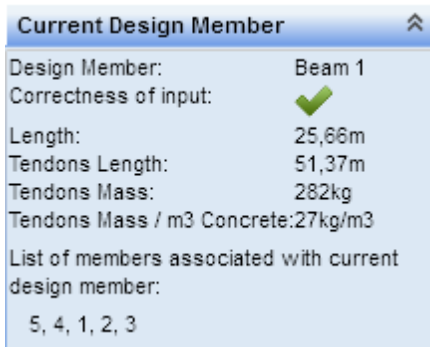 Current Design Member
Design Member: Beam 1
Correctness of input:
Length: 25,66m
Tendons Length: 51,37m
Tendons Mass: 282kg
Tendons Mass / m3 Concrete:27kg/m3
List of members associated with current
design member:
5, 4, 1, 2, 3